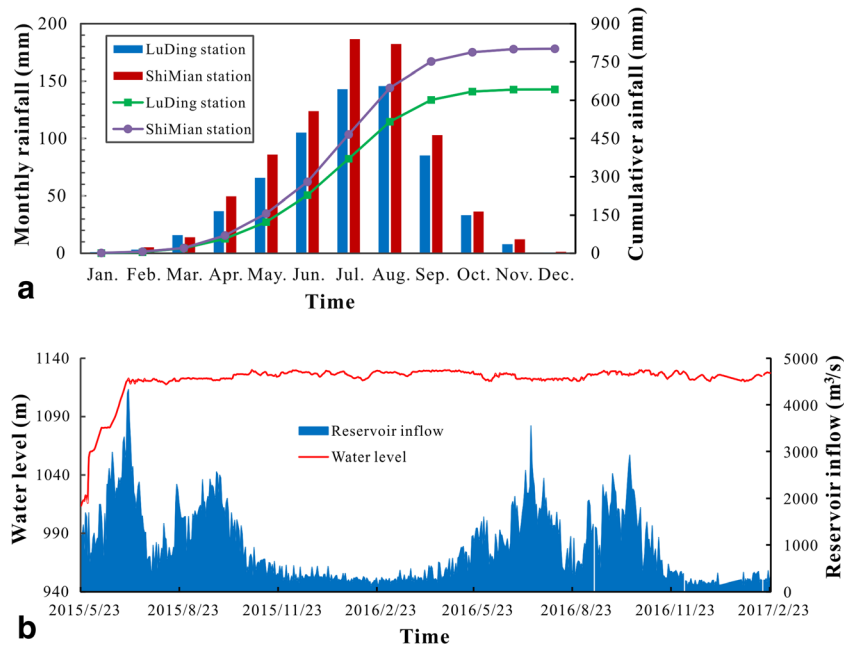 Monthly rainfall (mm)
200
150
100
50
0
LuDing station
ShiMian station
LuDing station
ShiMian station
900
750
600
450
300
150
0
Cumulativer ainfall (mm)
Jan. Feb. Mar. Apr. May. Jun. Jul. Aug. Sep. Oct. Nov. Dec.
Time
a
Water level (m)
1140
1090
1040
990
940
Reservoir inflow
Water level
5000
4000
3000
2000
1000
0
Reservoir inflow (m³/s)
2015/5/23 2015/8/23 2015/11/23 2016/2/23 2016/5/23 2016/8/23 2016/11/23 2017/2/23
Time
b